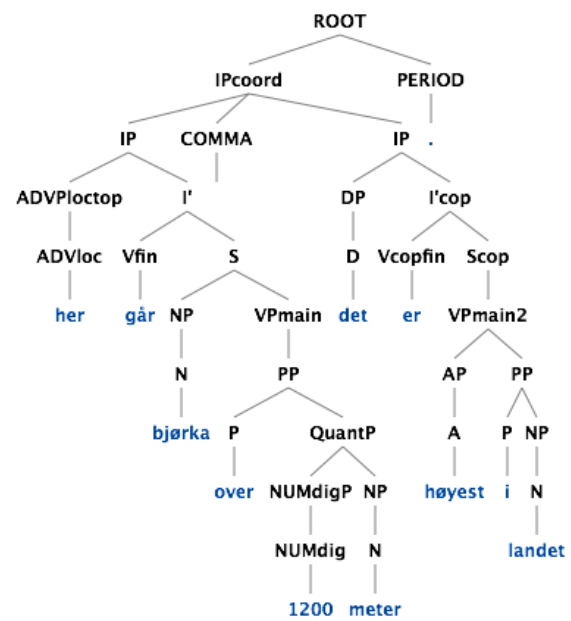 ROOT
IPcoord PERIOD
IP COMMA IP .
ADVPloctop I' DP I'cop
ADVloc Vfin S D Vcopfin Scop
her går NP VPmain det er VPmain2
N PP AP PP
bjørka P QuantP A P NP
over NUMdigP NP høyest i N
NUMdig N landet
1200 meter